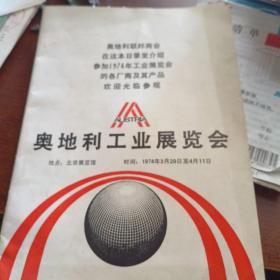 奥地利联邦商会
在这本目录里介绍
参加1974年工业展览会
的各厂商及其产品
欢迎光临参观
AUSTRIA
奥地利工业展览会
地点：北京展览馆 时间：1974年3月29日至4月11日
清单